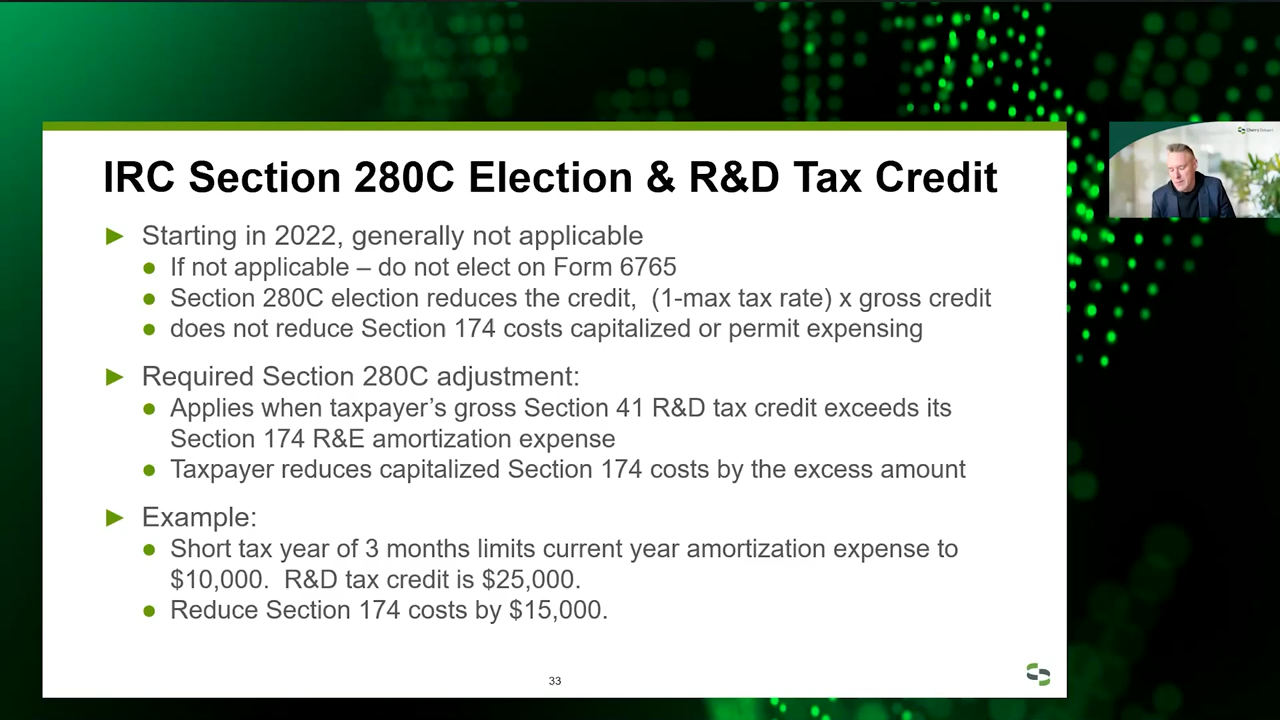 IRC Section 280C Election & R&D Tax Credit
► Starting in 2022, generally not applicable
● If not applicable – do not elect on Form 6765
● Section 280C election reduces the credit,  (1-max tax rate) x gross credit
● does not reduce Section 174 costs capitalized or permit expensing
► Required Section 280C adjustment:
● Applies when taxpayer's gross Section 41 R&D tax credit exceeds its
Section 174 R&E amortization expense
● Taxpayer reduces capitalized Section 174 costs by the excess amount
► Example:
● Short tax year of 3 months limits current year amortization expense to
$10,000.  R&D tax credit is $25,000.
● Reduce Section 174 costs by $15,000.
33